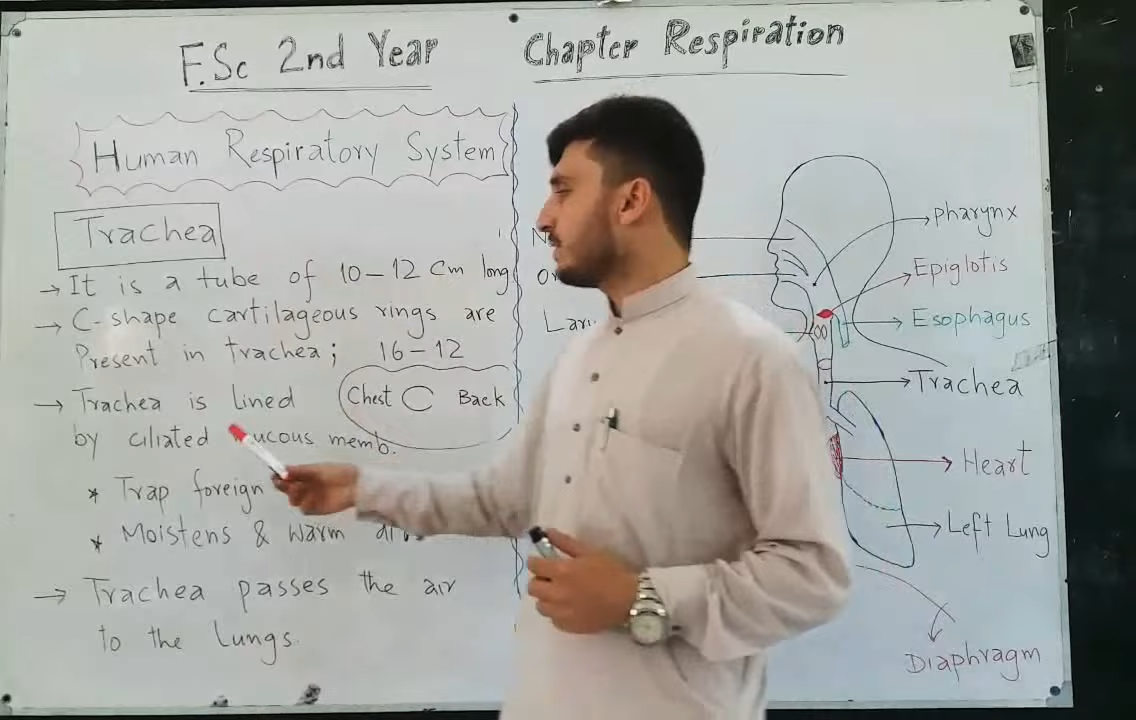 F.Sc 2nd Year
Chapter Respiration
Human Respiratory System
Trachea
→ It is a tube of 10-12 Cm long
→ C-shape cartilageous rings are
Present in trachea; 16-12
→ Trachea is lined
by ciliated ucous memb.
Chest C Back
* Trap foreign
* Moistens & warm
→ Trachea passes the air
to the Lungs.
Pharynx
Epiglotis
Esophagus
Trachea
Heart
Left Lung
Diaphragm